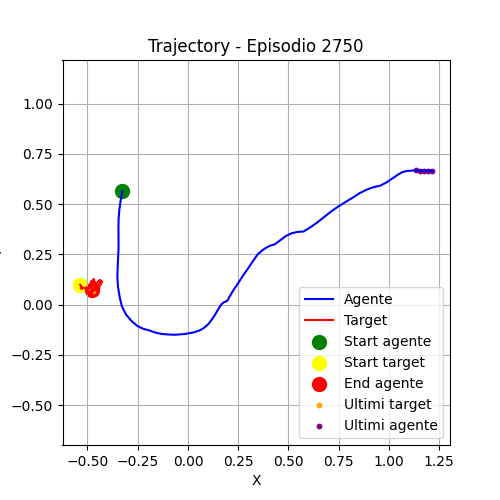 Trajectory - Episodio 2750
1.00
0.75
0.50
0.25
0.00
−0.25
−0.50
Agente
Target
Start agente
Start target
End agente
Ultimi target
Ultimi agente
−0.50 −0.25 0.00 0.25 0.50 0.75 1.00 1.25
X